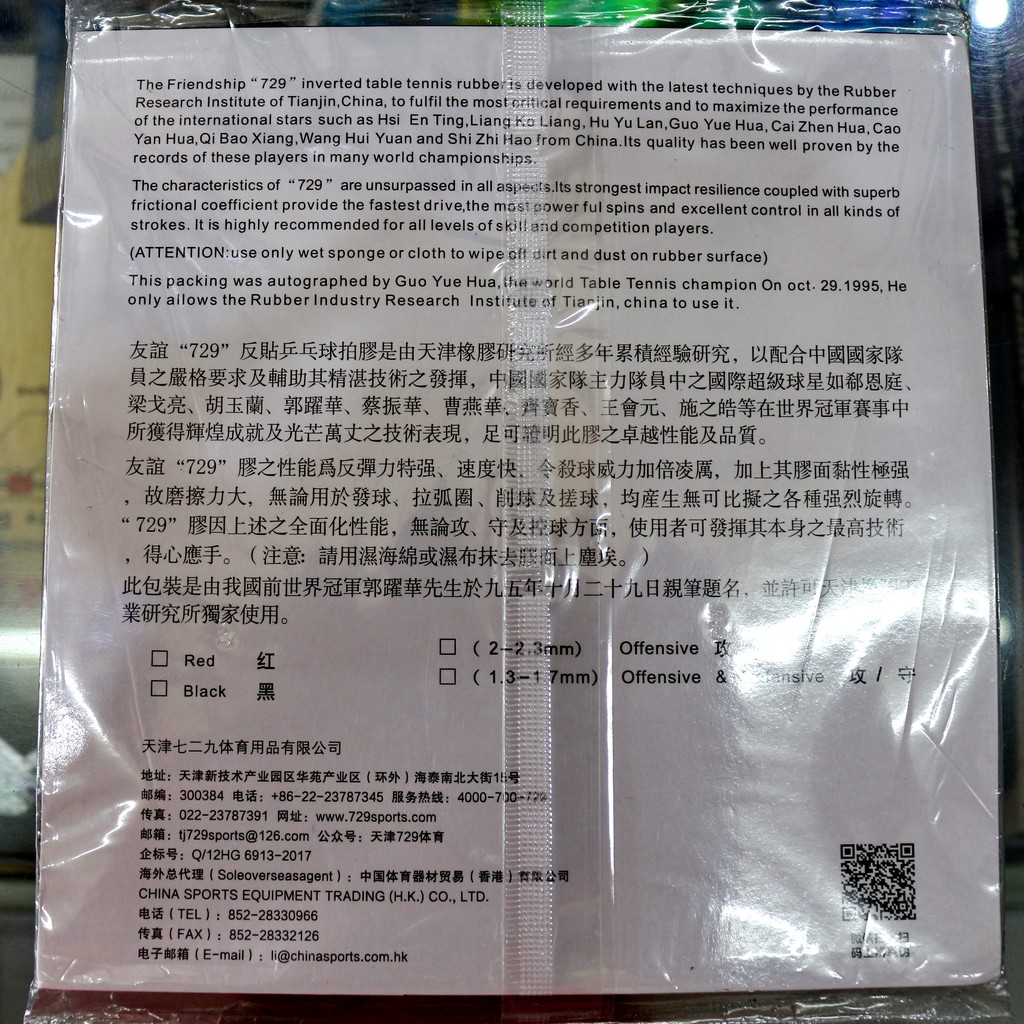 The Friendship “729” inverted table tennis rubber is developed with the latest techniques by the Rubber
Research Institute of Tianjin,China, to fulfil the most critical requirements and to maximize the performance
of the international stars such as Hsi En Ting,Liang Ko Liang, Hu Yu Lan,Guo Yue Hua, Cai Zhen Hua, Cao
Yan Hua,Qi Bao Xiang,Wang Hui Yuan and Shi Zhi Hao from China.Its quality has been well proven by the
records of these players in many world championships.
The characteristics of “729” are unsurpassed in all aspects.Its strongest impact resilience coupled with superb
frictional coefficient provide the fastest drive,the most power ful spins and excellent control in all kinds of
strokes. It is highly recommended for all levels of skill and competition players.
(ATTENTION:use only wet sponge or cloth to wipe off dirt and dust on rubber surface)
This packing was autographed by Guo Yue Hua,the world Table Tennis champion On oct. 29.1995, He
only allows the Rubber Industry Research Institute of Tianjin, china to use it.
友誼“729”反貼乒乓球拍膠是由天津橡膠研究所經多年累積經驗研究，以配合中國國家隊
員之嚴格要求及輔助其精湛技術之發揮，中國國家隊主力隊員中之國際超級球星如郗恩庭、
梁戈亮、胡玉蘭、郭躍華、蔡振華、曹燕華、齊寶香、王會元、施之皓等在世界冠軍賽事中
所獲得輝煌成就及光芒萬丈之技術表現，足可證明此膠之卓越性能及品質。
友誼“729”膠之性能爲反彈力特强、速度快，令殺球威力加倍凌厲，加上其膠面黏性極强
，故磨擦力大，無論用於發球、拉弧圈、削球及搓球，均産生無可比擬之各種强烈旋轉。
“729”膠因上述之全面化性能，無論攻、守及控球方面，使用者可發揮其本身之最高技術
，得心應手。（注意：請用濕海綿或濕布抹去膠面上塵埃。）
此包裝是由我國前世界冠軍郭躍華先生於九五年十月二十九日親筆題名，並許可天津
業研究所獨家使用。
□ Red 红 □ (2–2.3mm) Offensive 攻
□ Black 黑 □ (1.3–1.7mm) Offensive & Defensive 攻 / 守
天津七二九体育用品有限公司
地址：天津新技术产业园区华苑产业区（环外）海泰南北大街15号
邮编：300384 电话：+86-22-23787345 服务热线：4000-700-729
传真：022-23787391 网址：www.729sports.com
邮箱：tj729sports@126.com 公众号：天津729体育
企标号：Q/12HG 6913-2017
海外总代理（Soleoverseasagent）：中国体育器材贸易（香港）有限公司
CHINA SPORTS EQUIPMENT TRADING (H.K.) CO., LTD.
电话（TEL）：852-28330966
传真（FAX）：852-28332126
电子邮箱（E-mail）：li@chinasports.com.hk